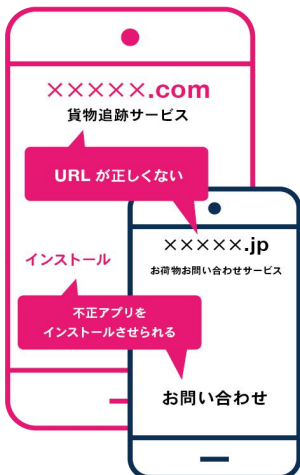 ×××××.com
貨物追跡サービス
URL が正しくない
×××××.jp
お荷物お問い合わせサービス
インストール
不正アプリを
インストールさせられる
お問い合わせ